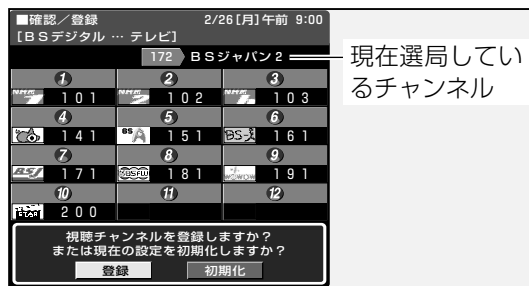 ■確認／登録 2/26[月]午前 9:00
[BSデジタル … テレビ]
172 BSジャパン2
現在選局してい
るチャンネル
1 2 3
101 102 103
4 5 6
141 BSA 151 BS-i 161
7 8 9
BSJ 171 181 WOWOW 191
10 11 12
200
視聴チャンネルを登録しますか？
または現在の設定を初期化しますか？
登録 初期化